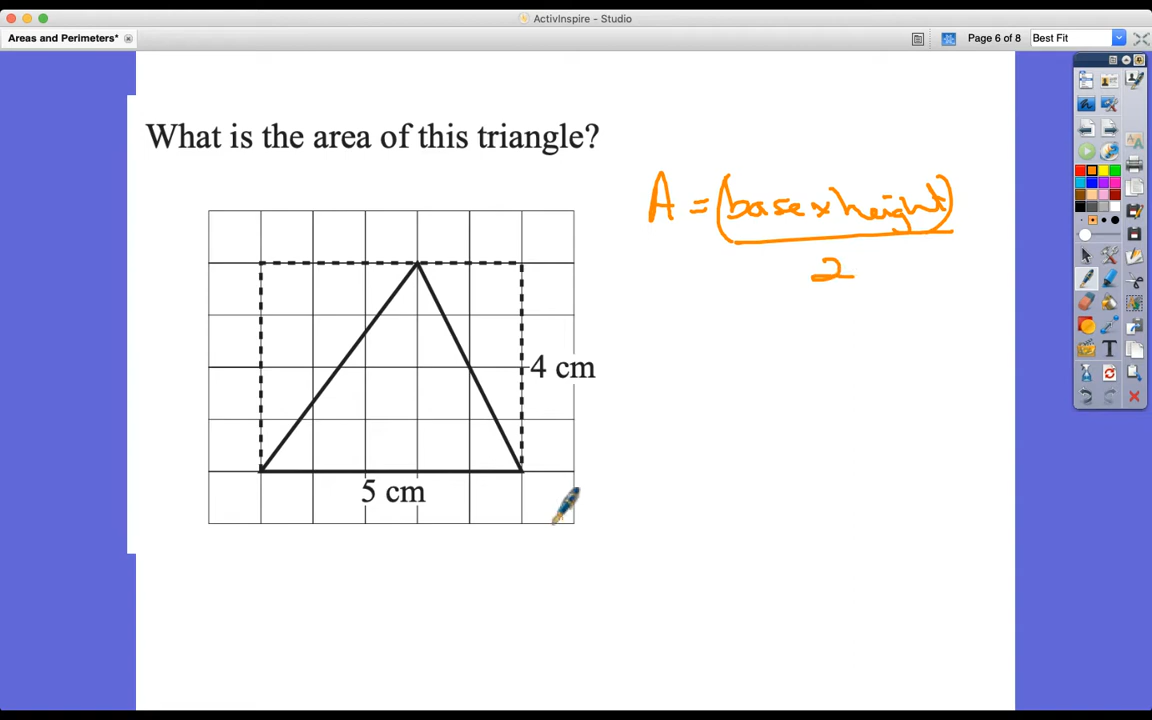 ActivInspire - Studio
Areas and Perimeters*
Page 6 of 8
Best Fit
What is the area of this triangle?
A = (base x height)
2
4 cm
5 cm